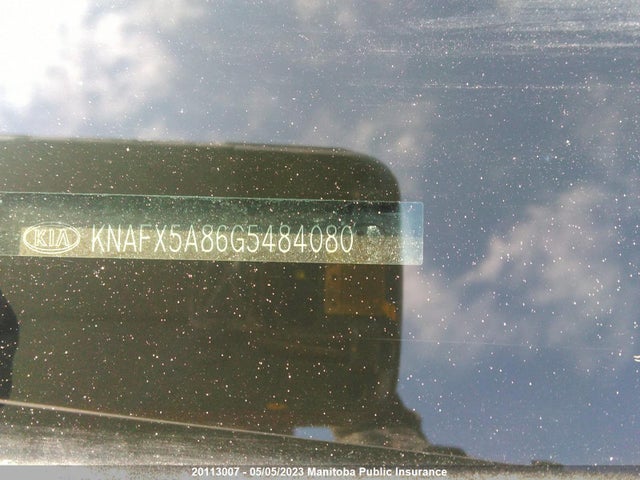 KIA KNAFX5A86G5484080
20113007 - 05/05/2023 Manitoba Public Insurance